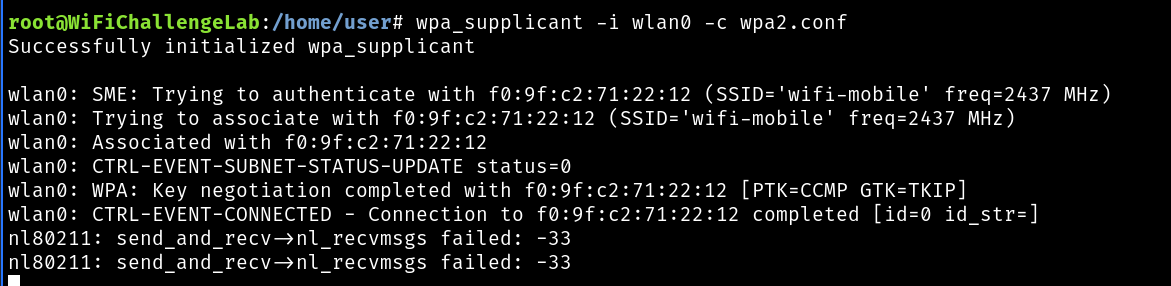 root@WiFiChallengeLab:/home/user# wpa_supplicant -i wlan0 -c wpa2.conf
Successfully initialized wpa_supplicant
wlan0: SME: Trying to authenticate with f0:9f:c2:71:22:12 (SSID='wifi-mobile' freq=2437 MHz)
wlan0: Trying to associate with f0:9f:c2:71:22:12 (SSID='wifi-mobile' freq=2437 MHz)
wlan0: Associated with f0:9f:c2:71:22:12
wlan0: CTRL-EVENT-SUBNET-STATUS-UPDATE status=0
wlan0: WPA: Key negotiation completed with f0:9f:c2:71:22:12 [PTK=CCMP GTK=TKIP]
wlan0: CTRL-EVENT-CONNECTED - Connection to f0:9f:c2:71:22:12 completed [id=0 id_str=]
nl80211: send_and_recv->nl_recvmsgs failed: -33
nl80211: send_and_recv->nl_recvmsgs failed: -33